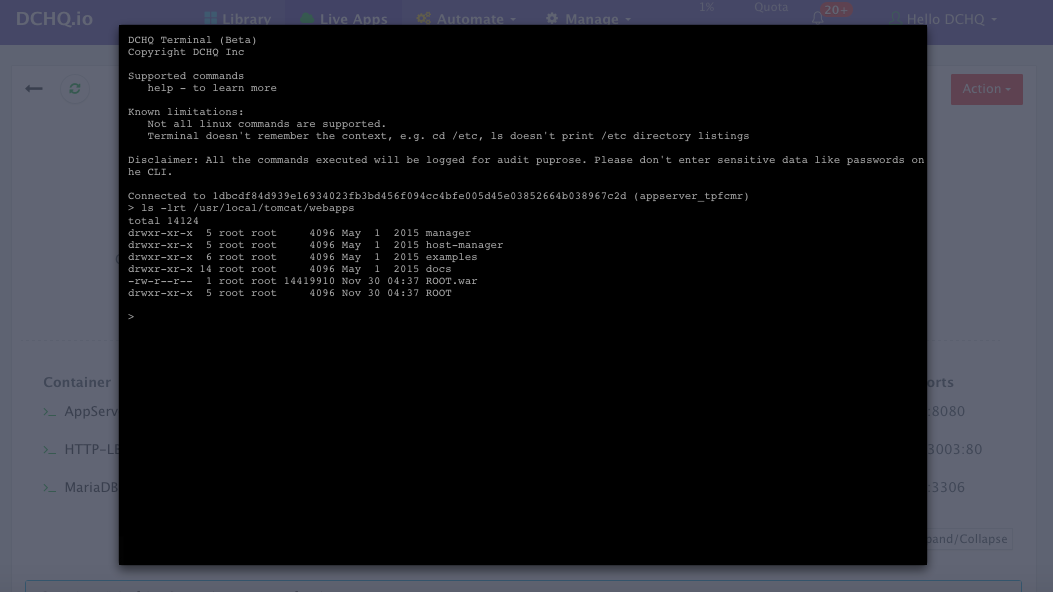 DCHQ.io
Library
Live Apps
Automate
Manage
1%
Quota
20+
Hello DCHQ
Action
DCHQ Terminal (Beta)
Copyright DCHQ Inc
Supported commands
help - to learn more
Known limitations:
Not all linux commands are supported.
Terminal doesn't remember the context, e.g. cd /etc, ls doesn't print /etc directory listings
Disclaimer: All the commands executed will be logged for audit puprose. Please don't enter sensitive data like passwords on
he CLI.
Connected to 1dbcdf84d939e16934023fb3bd456f094cc4bfe005d45e03852664b038967c2d (appserver_tpfcmr)
> ls -lrt /usr/local/tomcat/webapps
total 14124
drwxr-xr-x  5 root root     4096 May  1  2015 manager
drwxr-xr-x  5 root root     4096 May  1  2015 host-manager
drwxr-xr-x  6 root root     4096 May  1  2015 examples
drwxr-xr-x 14 root root     4096 May  1  2015 docs
-rw-r--r--  1 root root 14419910 Nov 30 04:37 ROOT.war
drwxr-xr-x  5 root root     4096 Nov 30 04:37 ROOT
>
Container
orts
>_ AppServ
:8080
>_ HTTP-LB
3003:80
>_ MariaDB
:3306
pand/Collapse